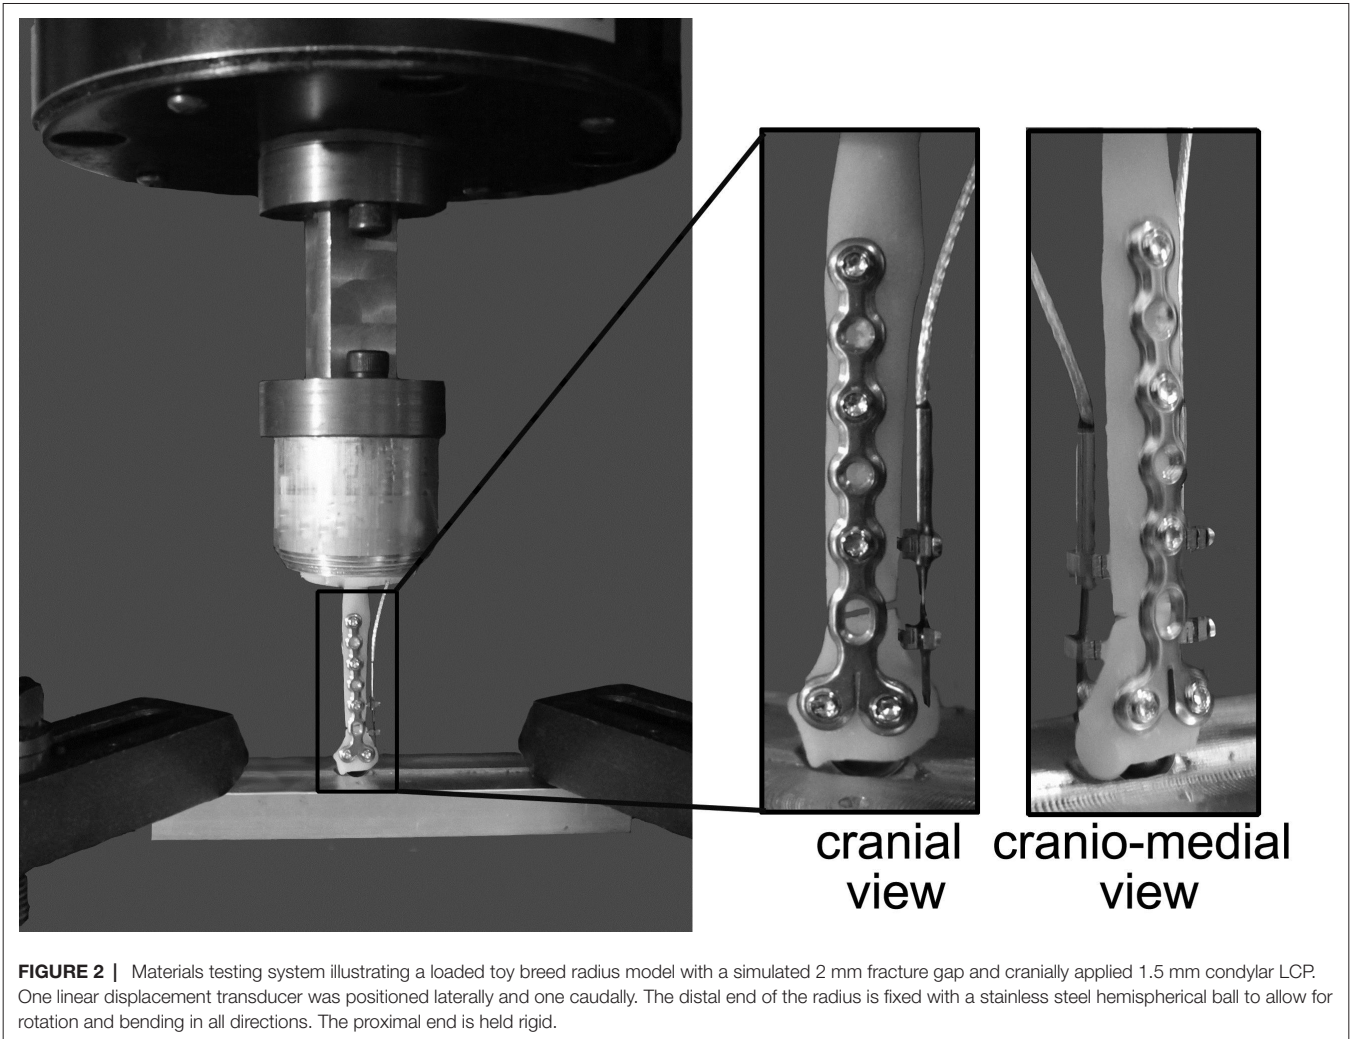 cranial
view
cranio-medial
view
FIGURE 2 | Materials testing system illustrating a loaded toy breed radius model with a simulated 2 mm fracture gap and cranially applied 1.5 mm condylar LCP.
One linear displacement transducer was positioned laterally and one caudally. The distal end of the radius is fixed with a stainless steel hemispherical ball to allow for
rotation and bending in all directions. The proximal end is held rigid.